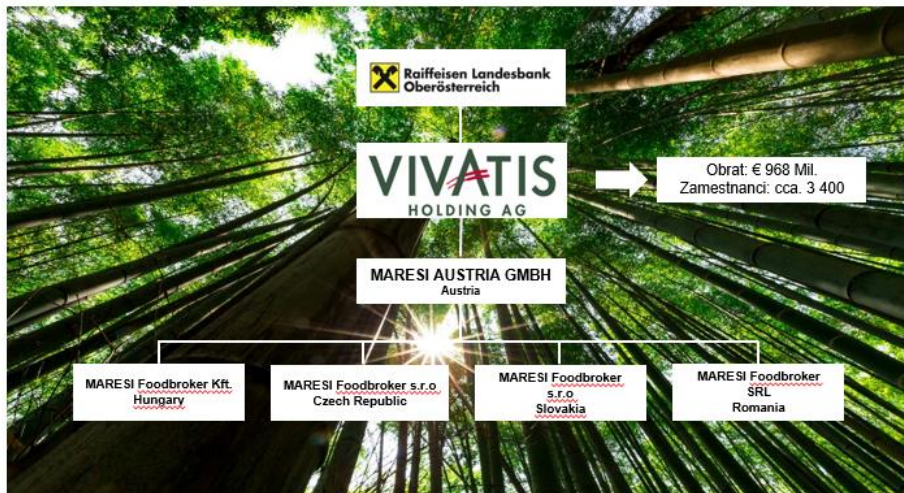 Raiffeisen Landesbank
Oberösterreich
VIVATIS
HOLDING AG
Obrat: € 968 Mil.
Zamestnanci: cca. 3 400
MARESI AUSTRIA GMBH
Austria
MARESI Foodbroker Kft.
Hungary
MARESI Foodbroker s.r.o
Czech Republic
MARESI Foodbroker
s.r.o
Slovakia
MARESI Foodbroker
SRL
Romania